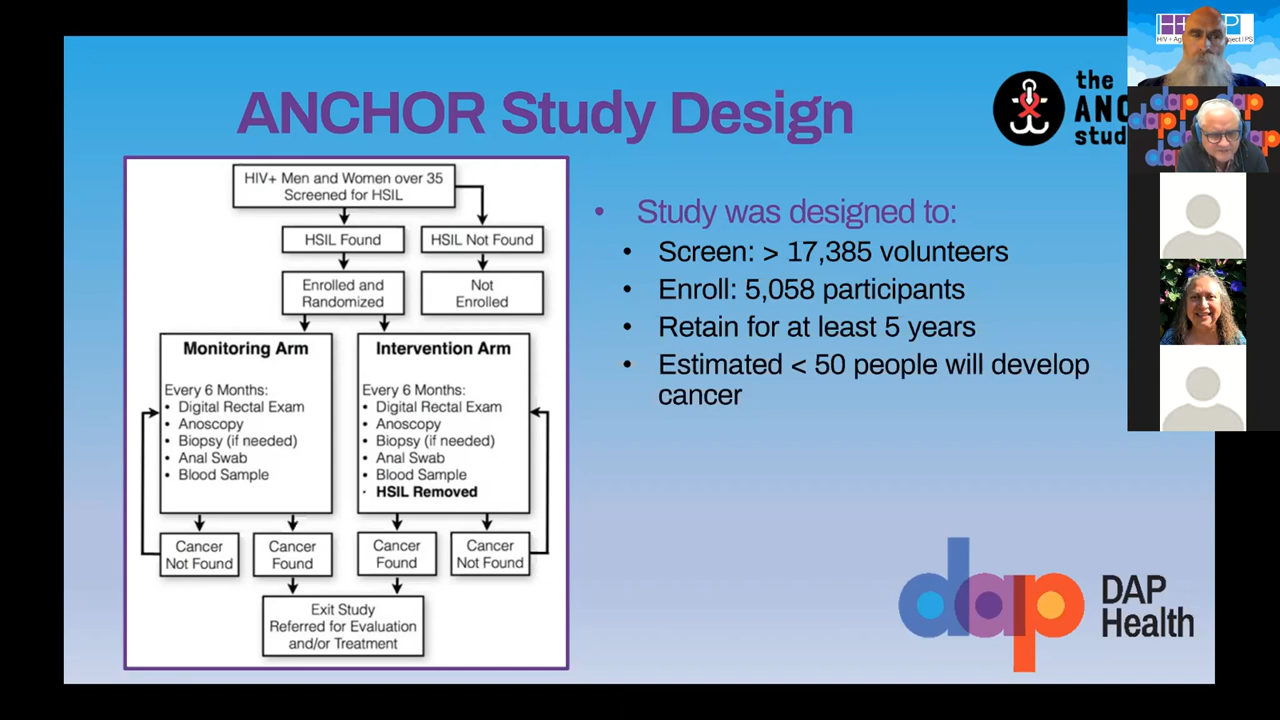 ANCHOR Study Design
the
AN
stud
HIV+ Men and Women over 35
Screened for HSIL
HSIL Found
HSIL Not Found
Enrolled and
Randomized
Not
Enrolled
Monitoring Arm
Every 6 Months:
• Digital Rectal Exam
• Anoscopy
• Biopsy (if needed)
• Anal Swab
• Blood Sample
Intervention Arm
Every 6 Months:
• Digital Rectal Exam
• Anoscopy
• Biopsy (if needed)
• Anal Swab
• Blood Sample
· HSIL Removed
Cancer
Not Found
Cancer
Found
Cancer
Found
Cancer
Not Found
Exit Study
Referred for Evaluation
and/or Treatment
• Study was designed to:
• Screen: > 17,385 volunteers
• Enroll: 5,058 participants
• Retain for at least 5 years
• Estimated < 50 people will develop
cancer
dap
DAP
Health
dap
dap
dap